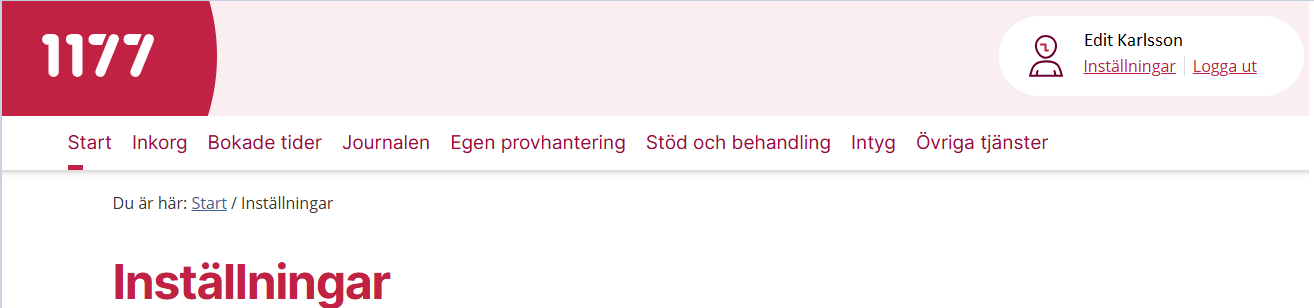 1177
Edit Karlsson
Inställningar Logga ut
Start Inkorg Bokade tider Journalen Egen provhantering Stöd och behandling Intyg Övriga tjänster
Du är här: Start / Inställningar
Inställningar